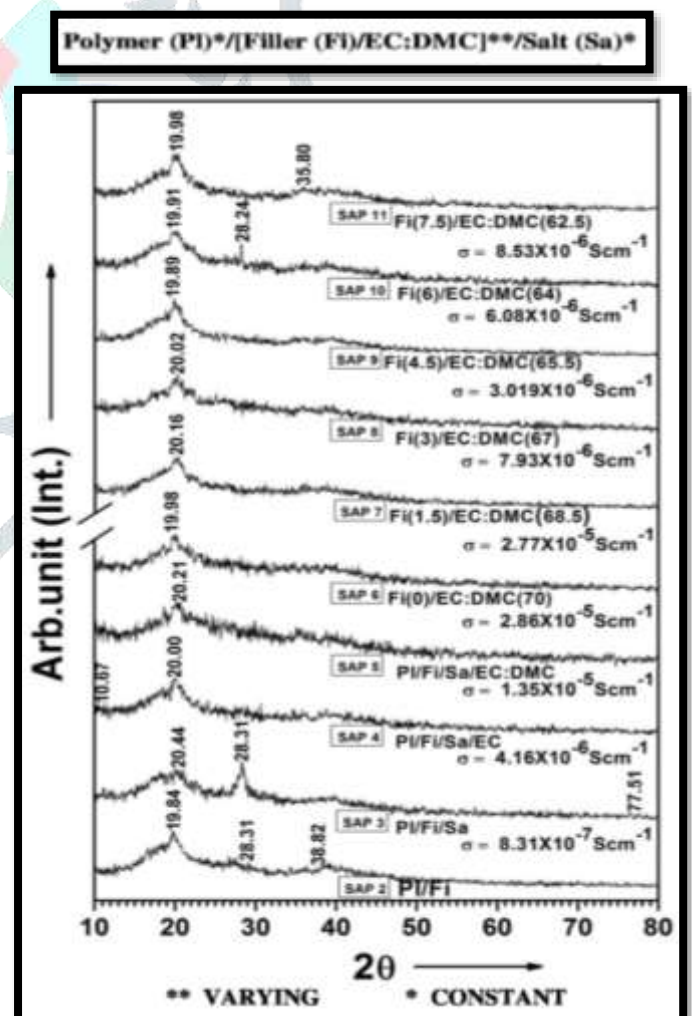 Polymer (Pl)*/[Filler (Fi)/EC:DMC]**/Salt (Sa)*
19.98
35.80
SAP 11 Fi(7.5)/EC:DMC(62.5)
σ = 8.53X10-6Scm-1
19.91
28.24
SAP 10 Fi(6)/EC:DMC(64)
σ = 6.08X10-6Scm-1
19.89
SAP 9 Fi(4.5)/EC:DMC(65.5)
σ = 3.019X10-6Scm-1
20.02
SAP 8 Fi(3)/EC:DMC(67)
σ = 7.93X10-6Scm-1
20.16
SAP 7 Fi(1.5)/EC:DMC(68.5)
σ = 2.77X10-5Scm-1
19.98
SAP 6 Fi(0)/EC:DMC(70)
σ = 2.86X10-5Scm-1
20.21
SAP 5 Pl/Fi/Sa/EC:DMC
σ = 1.35X10-5Scm-1
10.67
20.00
SAP 4 Pl/Fi/Sa/EC
σ = 4.16X10-6Scm-1
20.44
28.31
77.51
SAP 3 Pl/Fi/Sa
σ = 8.31X10-7Scm-1
19.84
28.31
38.82
SAP 2 Pl/Fi
Arb.unit (Int.)
10 20 30 40 50 60 70 80
2θ
** VARYING * CONSTANT